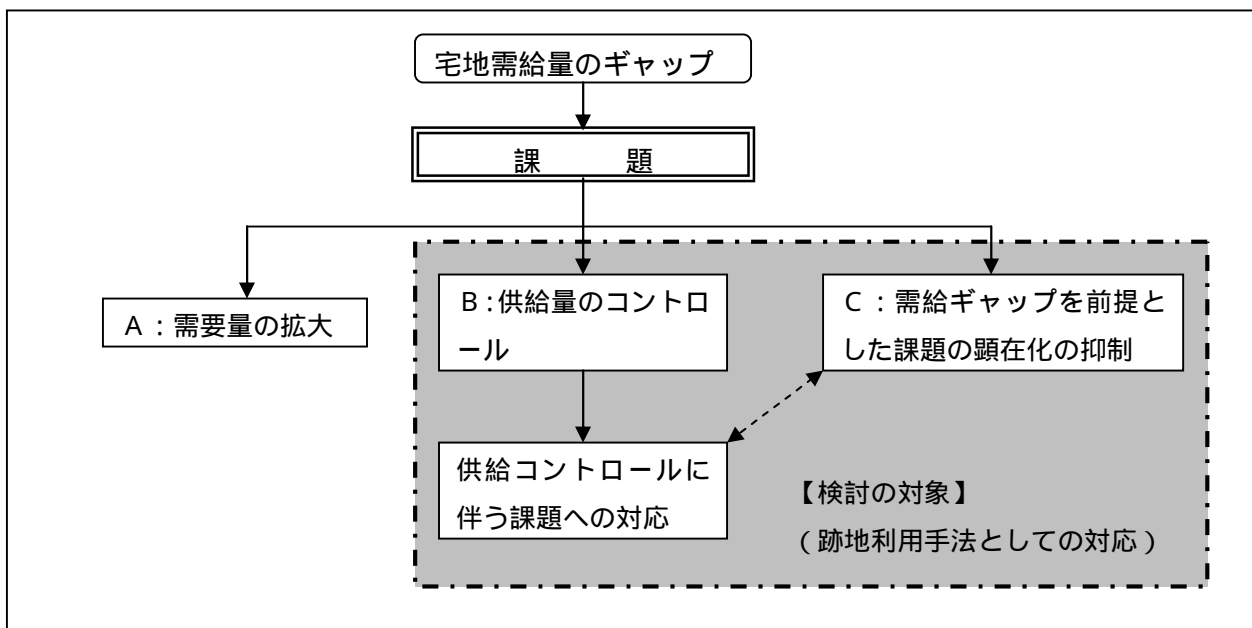 宅地需給量のギャップ
課　　　題
A：需要量の拡大
B：供給量のコントロ
ール
C：需給ギャップを前提と
した課題の顕在化の抑制
供給コントロールに
伴う課題への対応
【検討の対象】
（跡地利用手法としての対応）